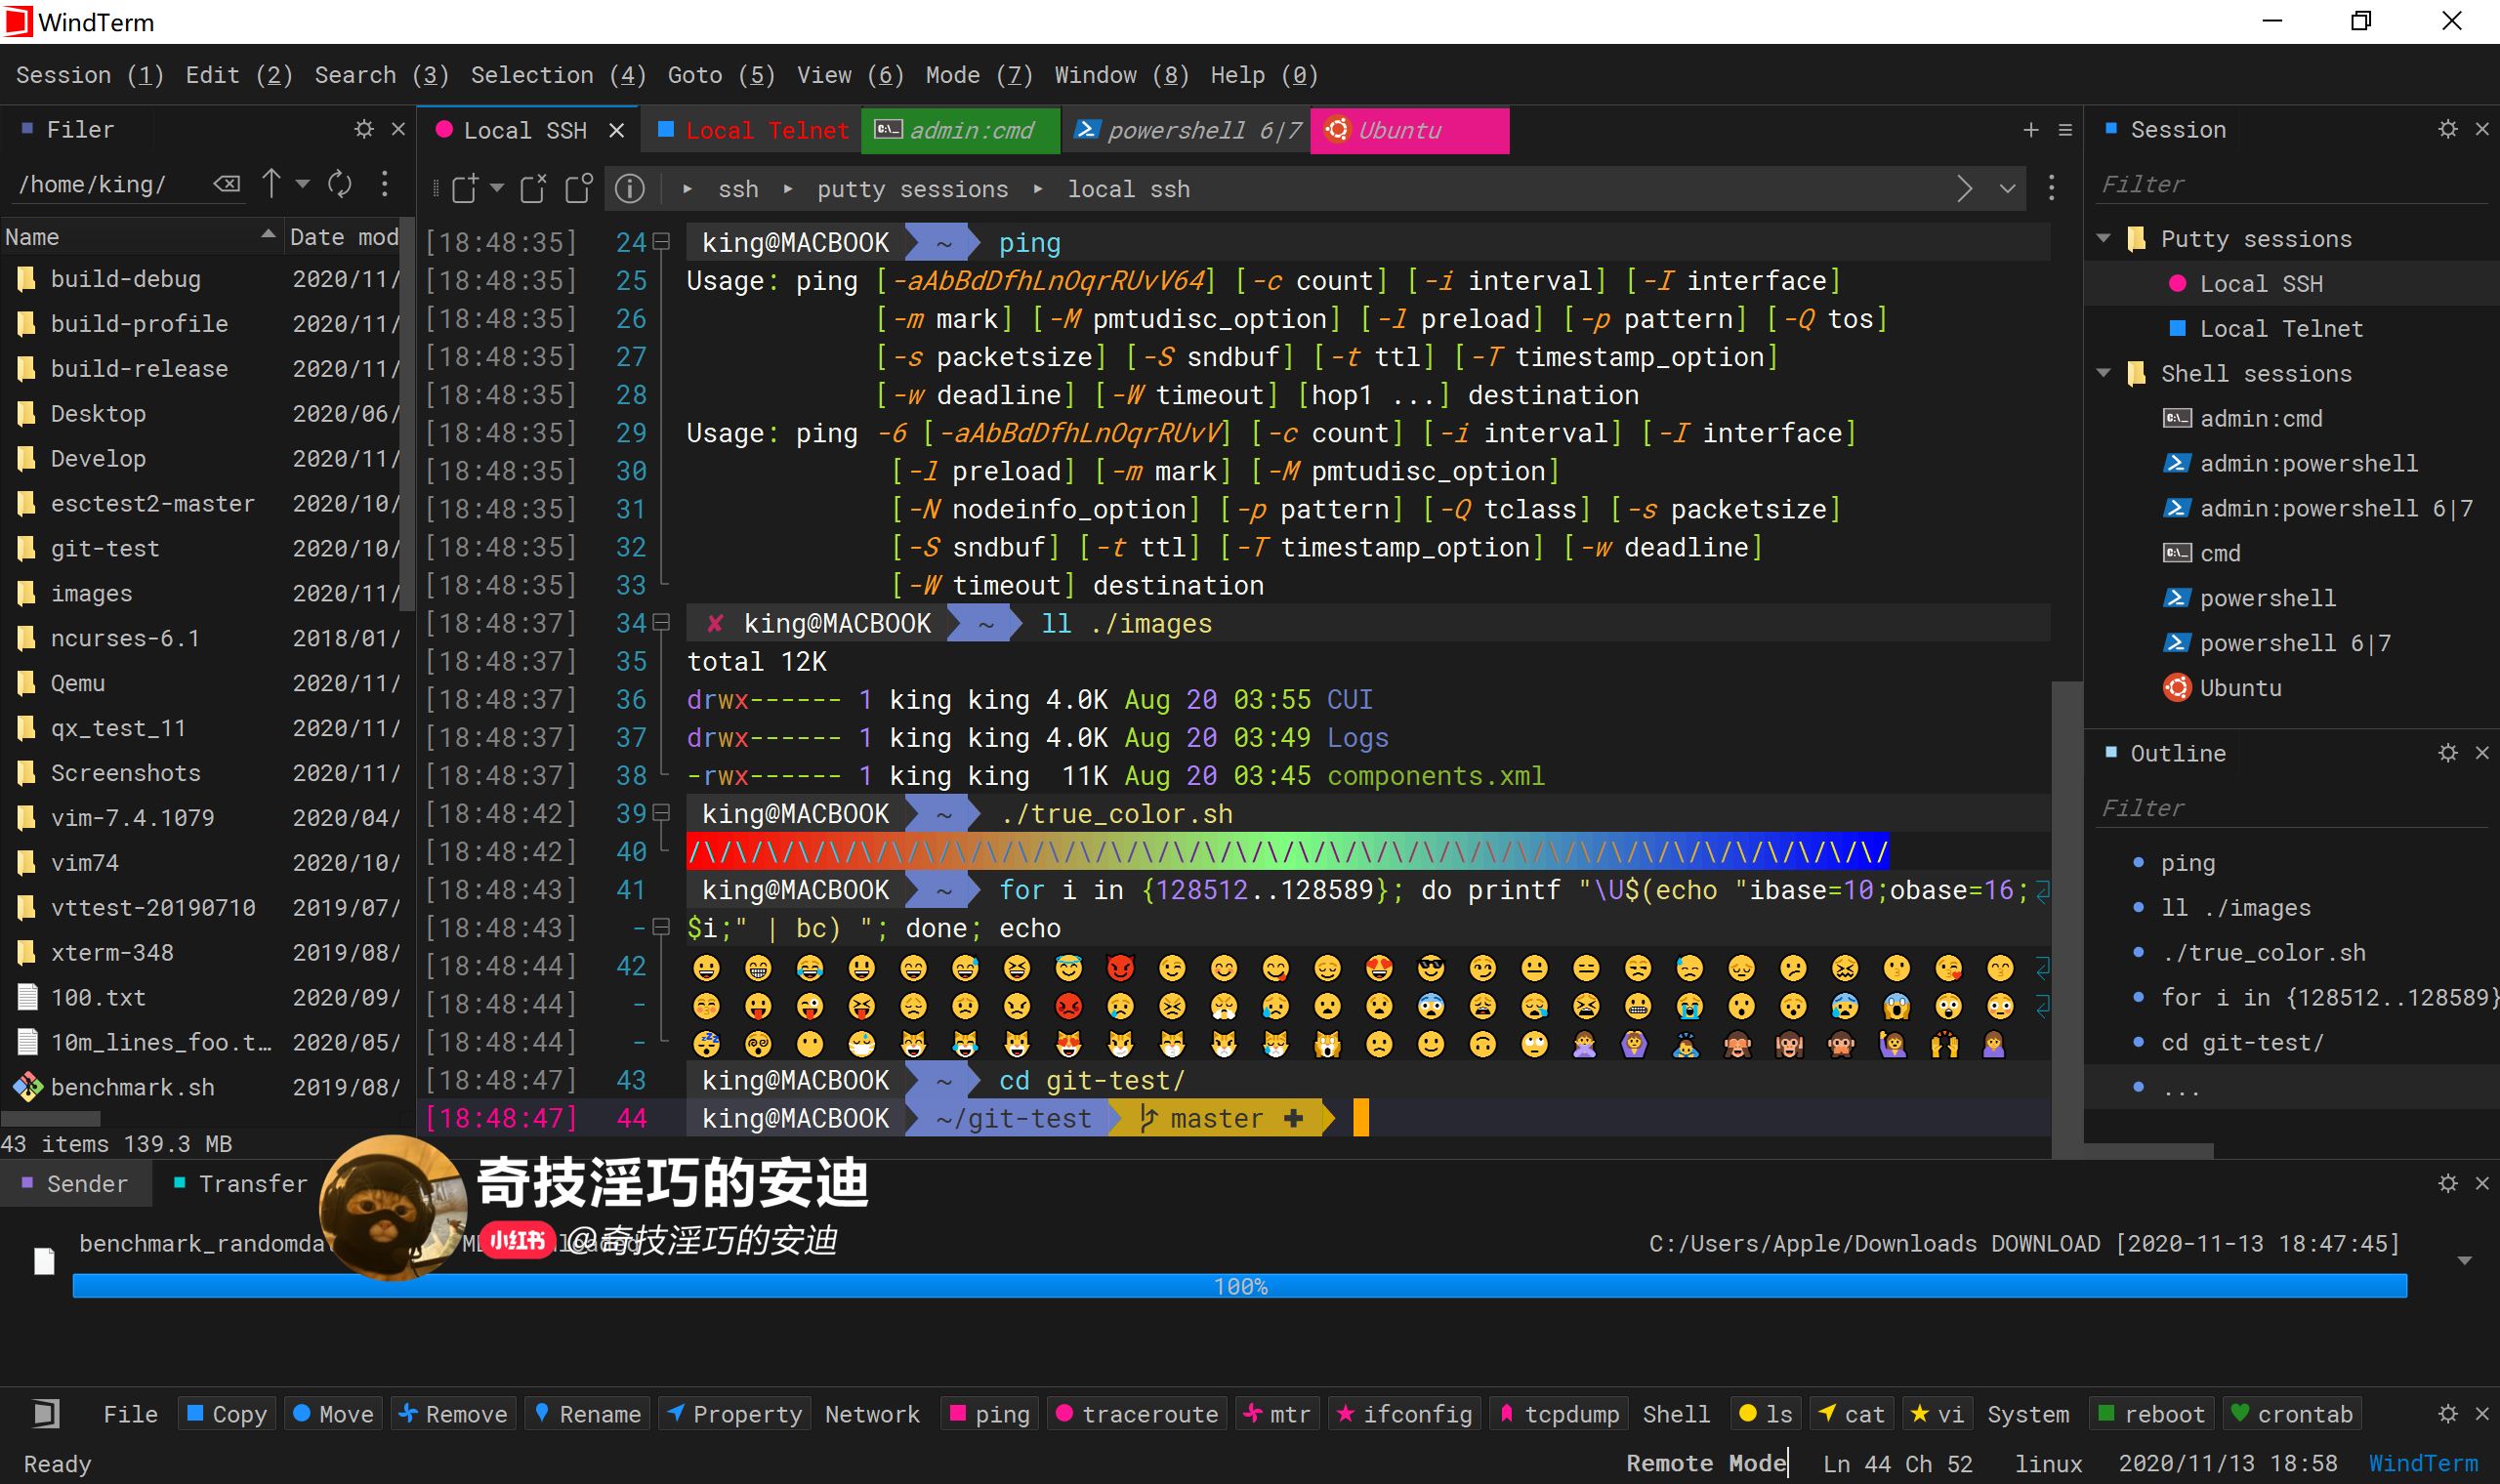 WindTerm
Session (1) Edit (2) Search (3) Selection (4) Goto (5) View (6) Mode (7) Window (8) Help (0)
Filer
/home/king/
Name Date mod
build-debug 2020/11/
build-profile 2020/11/
build-release 2020/11/
Desktop 2020/06/
Develop 2020/11/
esctest2-master 2020/10/
git-test 2020/10/
images 2020/11/
ncurses-6.1 2018/01/
Qemu 2020/11/
qx_test_11 2020/11/
Screenshots 2020/11/
vim-7.4.1079 2020/04/
vim74 2020/10/
vttest-20190710 2019/07/
xterm-348 2019/08/
100.txt 2020/09/
10m_lines_foo.t… 2020/05/
benchmark.sh 2019/08/
43 items 139.3 MB
Local SSH Local Telnet admin:cmd powershell 6|7 Ubuntu
ssh putty sessions local ssh
[18:48:35] 24 king@MACBOOK ~ ping
[18:48:35] 25 Usage: ping [-aAbBdDfhLnOqrRUvV64] [-c count] [-i interval] [-I interface]
[18:48:35] 26 [-m mark] [-M pmtudisc_option] [-l preload] [-p pattern] [-Q tos]
[18:48:35] 27 [-s packetsize] [-S sndbuf] [-t ttl] [-T timestamp_option]
[18:48:35] 28 [-w deadline] [-W timeout] [hop1 ...] destination
[18:48:35] 29 Usage: ping -6 [-aAbBdDfhLnOqrRUvV] [-c count] [-i interval] [-I interface]
[18:48:35] 30 [-l preload] [-m mark] [-M pmtudisc_option]
[18:48:35] 31 [-N nodeinfo_option] [-p pattern] [-Q tclass] [-s packetsize]
[18:48:35] 32 [-S sndbuf] [-t ttl] [-T timestamp_option] [-w deadline]
[18:48:35] 33 [-W timeout] destination
[18:48:37] 34 ✘ king@MACBOOK ~ ll ./images
[18:48:37] 35 total 12K
[18:48:37] 36 drwx------ 1 king king 4.0K Aug 20 03:55 CUI
[18:48:37] 37 drwx------ 1 king king 4.0K Aug 20 03:49 Logs
[18:48:37] 38 -rwx------ 1 king king 11K Aug 20 03:45 components.xml
[18:48:42] 39 king@MACBOOK ~ ./true_color.sh
[18:48:42] 40 /\/\/\/\/\/\/\/\/\/\/\/\/\/\/\/\/\/\/\/\/\/\/\/\/\/\/\/\/\/\/\/\/\/\/\/\/\/\/
[18:48:43] 41 king@MACBOOK ~ for i in {128512..128589}; do printf "\U$(echo "ibase=10;obase=16;
[18:48:43] - $i;" | bc) "; done; echo
[18:48:44] 42
[18:48:44] -
[18:48:44] -
[18:48:47] 43 king@MACBOOK ~ cd git-test/
[18:48:47] 44 king@MACBOOK ~/git-test master ✚
Session
Filter
Putty sessions
Local SSH
Local Telnet
Shell sessions
admin:cmd
admin:powershell
admin:powershell 6|7
cmd
powershell
powershell 6|7
Ubuntu
Outline
Filter
ping
ll ./images
./true_color.sh
for i in {128512..128589}
cd git-test/
...
Sender Transfer
奇技淫巧的安迪
小红书 @奇技淫巧的安迪
C:/Users/Apple/Downloads DOWNLOAD [2020-11-13 18:47:45]
100%
File Copy Move Remove Rename Property Network ping traceroute mtr ifconfig tcpdump Shell ls cat vi System reboot crontab
Ready Remote Mode Ln 44 Ch 52 linux 2020/11/13 18:58 WindTerm